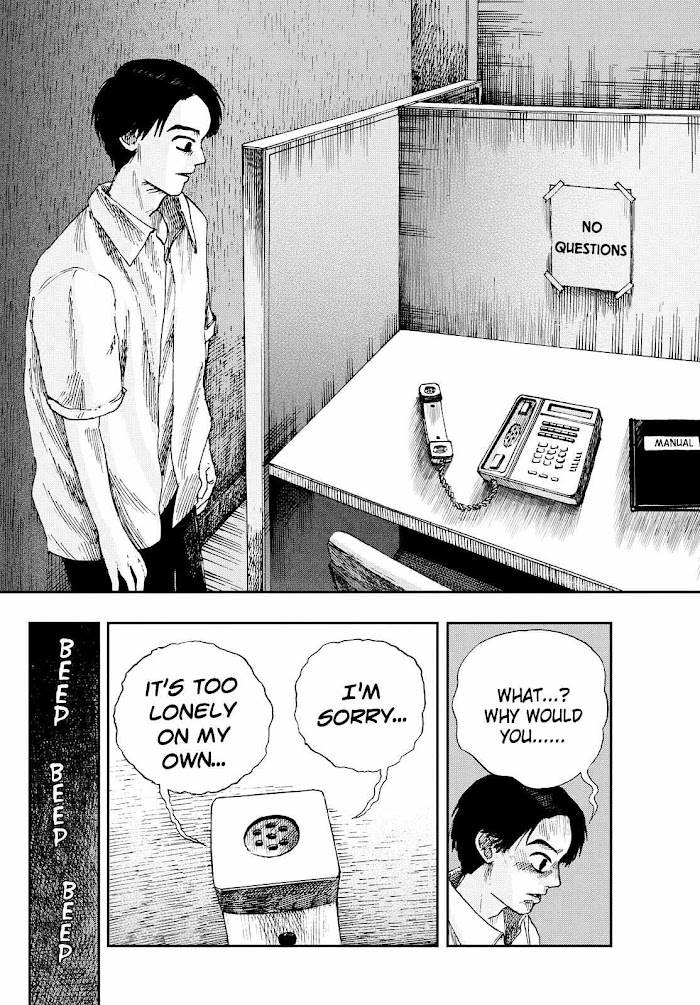 NO
QUESTIONS
MANUAL
WHAT...?
WHY WOULD
YOU......
I'M
SORRY...
IT'S TOO
LONELY
ON MY
OWN...
BEEP
BEEP
BEEP